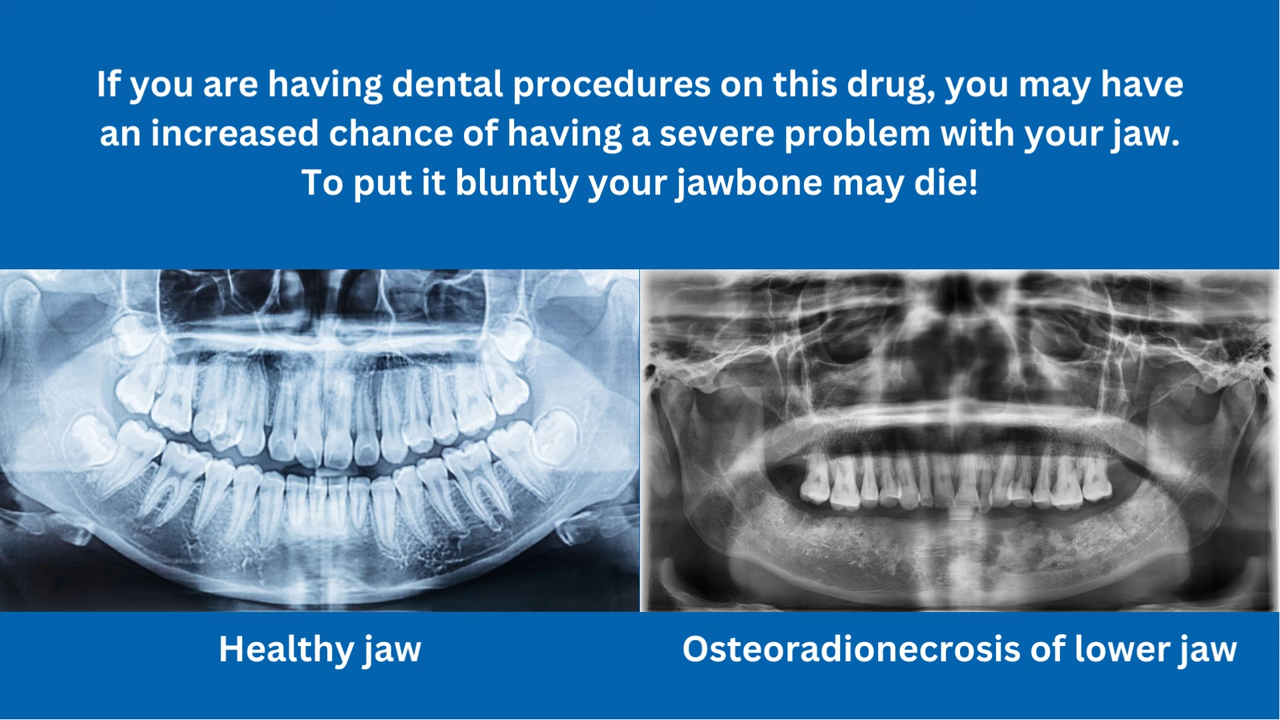 If you are having dental procedures on this drug, you may have
an increased chance of having a severe problem with your jaw.
To put it bluntly your jawbone may die!
Healthy jaw
Osteoradionecrosis of lower jaw